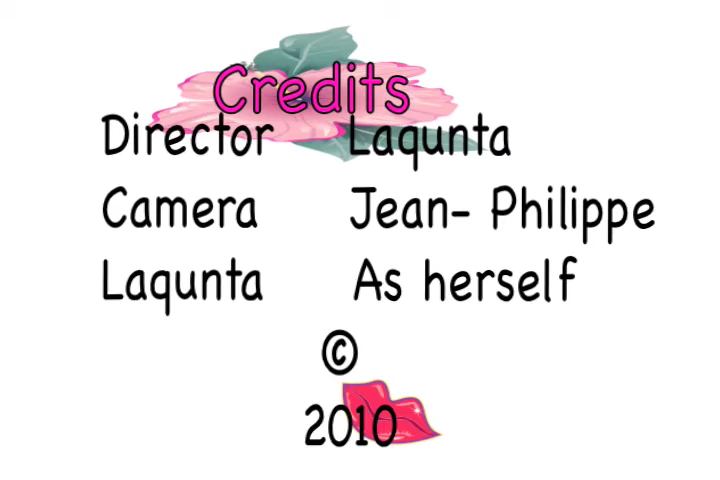 Credits
Director Laqunta
Camera Jean- Philippe
Laqunta As herself
©
2010